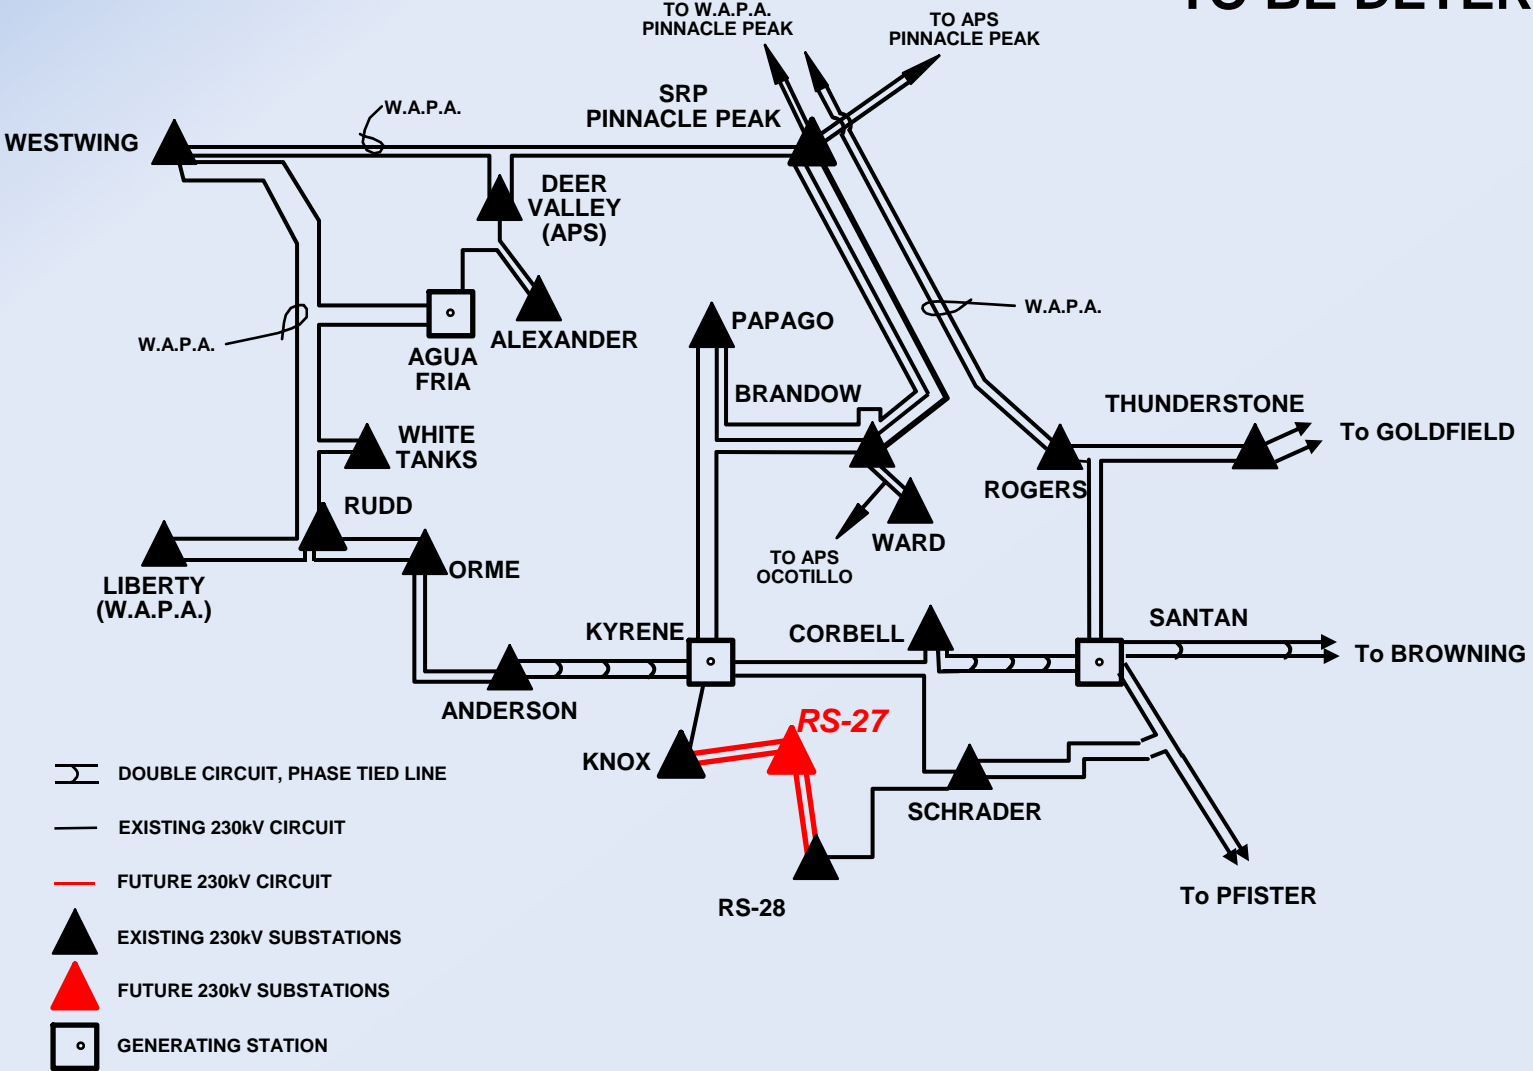 TO BE DETER
TO W.A.P.A.
PINNACLE PEAK
TO APS
PINNACLE PEAK
SRP
PINNACLE PEAK
W.A.P.A.
WESTWING
DEER
VALLEY
(APS)
W.A.P.A.
PAPAGO
W.A.P.A.
ALEXANDER
AGUA
FRIA
BRANDOW
THUNDERSTONE
To GOLDFIELD
WHITE
TANKS
ROGERS
RUDD
WARD
TO APS
OCOTILLO
ORME
LIBERTY
(W.A.P.A.)
KYRENE
CORBELL
SANTAN
To BROWNING
ANDERSON
RS-27
KNOX
SCHRADER
RS-28
To PFISTER
DOUBLE CIRCUIT, PHASE TIED LINE
EXISTING 230kV CIRCUIT
FUTURE 230kV CIRCUIT
EXISTING 230kV SUBSTATIONS
FUTURE 230kV SUBSTATIONS
GENERATING STATION